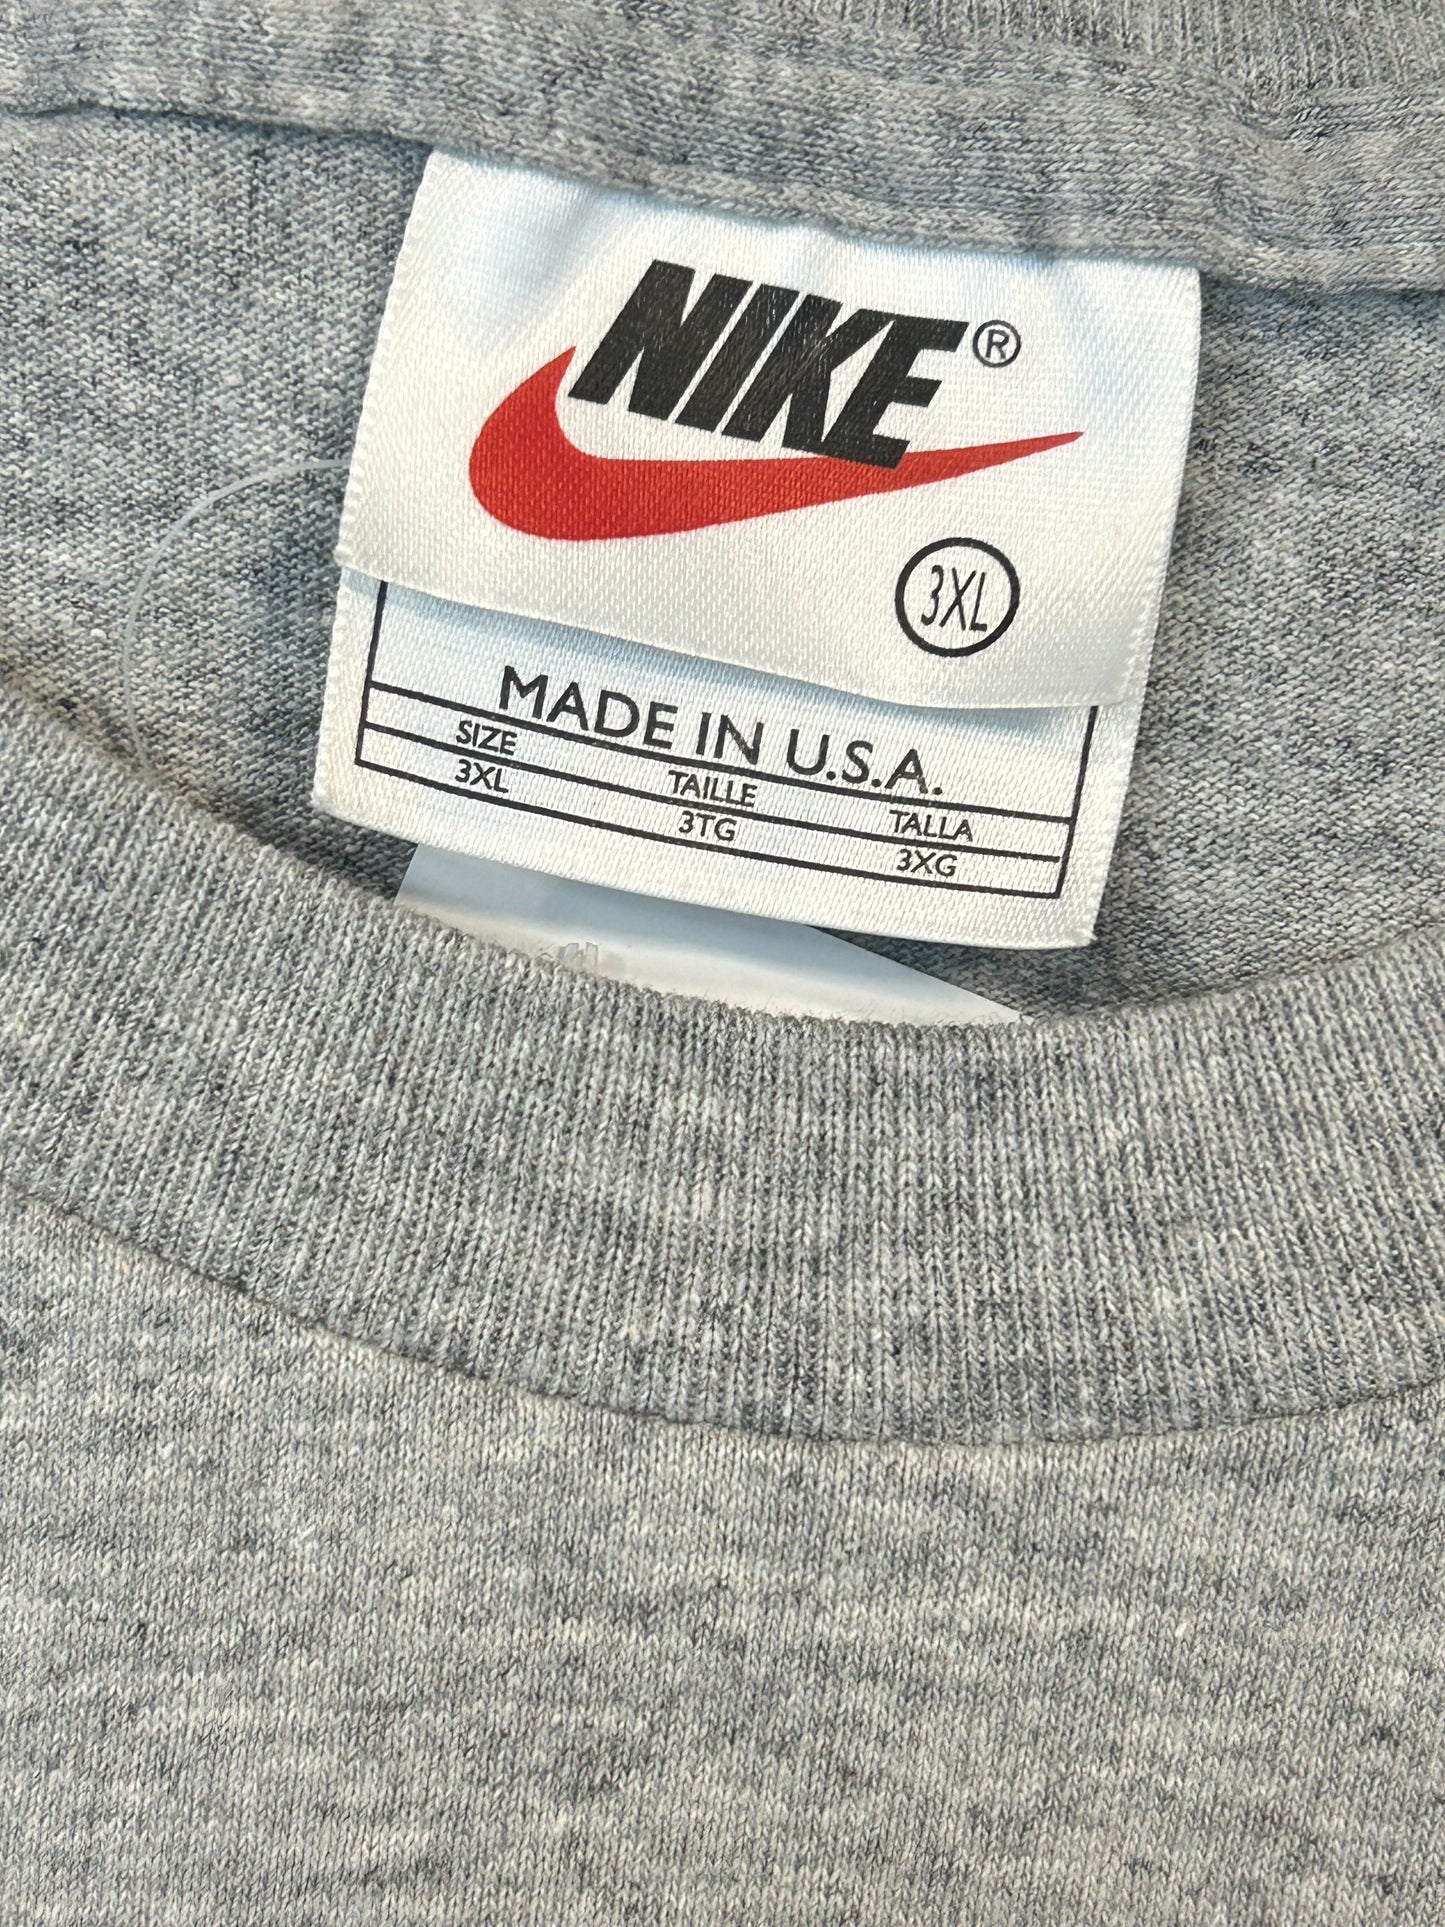 NIKE®
3XL
MADE IN U.S.A.
SIZE TAILLE TALLA
3XL 3TG 3XG